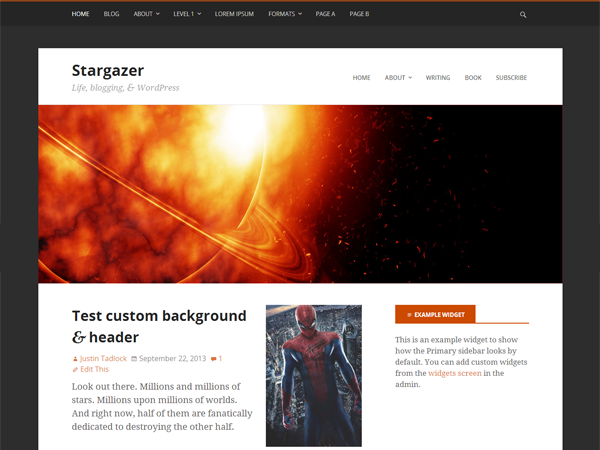 HOME BLOG ABOUT LEVEL 1 LOREM IPSUM FORMATS PAGE A PAGE B
Stargazer
Life, blogging, & WordPress
HOME ABOUT WRITING BOOK SUBSCRIBE
Test custom background
& header
Justin Tadlock September 22, 2013 1
Edit This
Look out there. Millions and millions of
stars. Millions upon millions of worlds.
And right now, half of them are fanatically
dedicated to destroying the other half.
# EXAMPLE WIDGET
This is an example widget to show
how the Primary sidebar looks by
default. You can add custom widgets
from the widgets screen in the
admin.